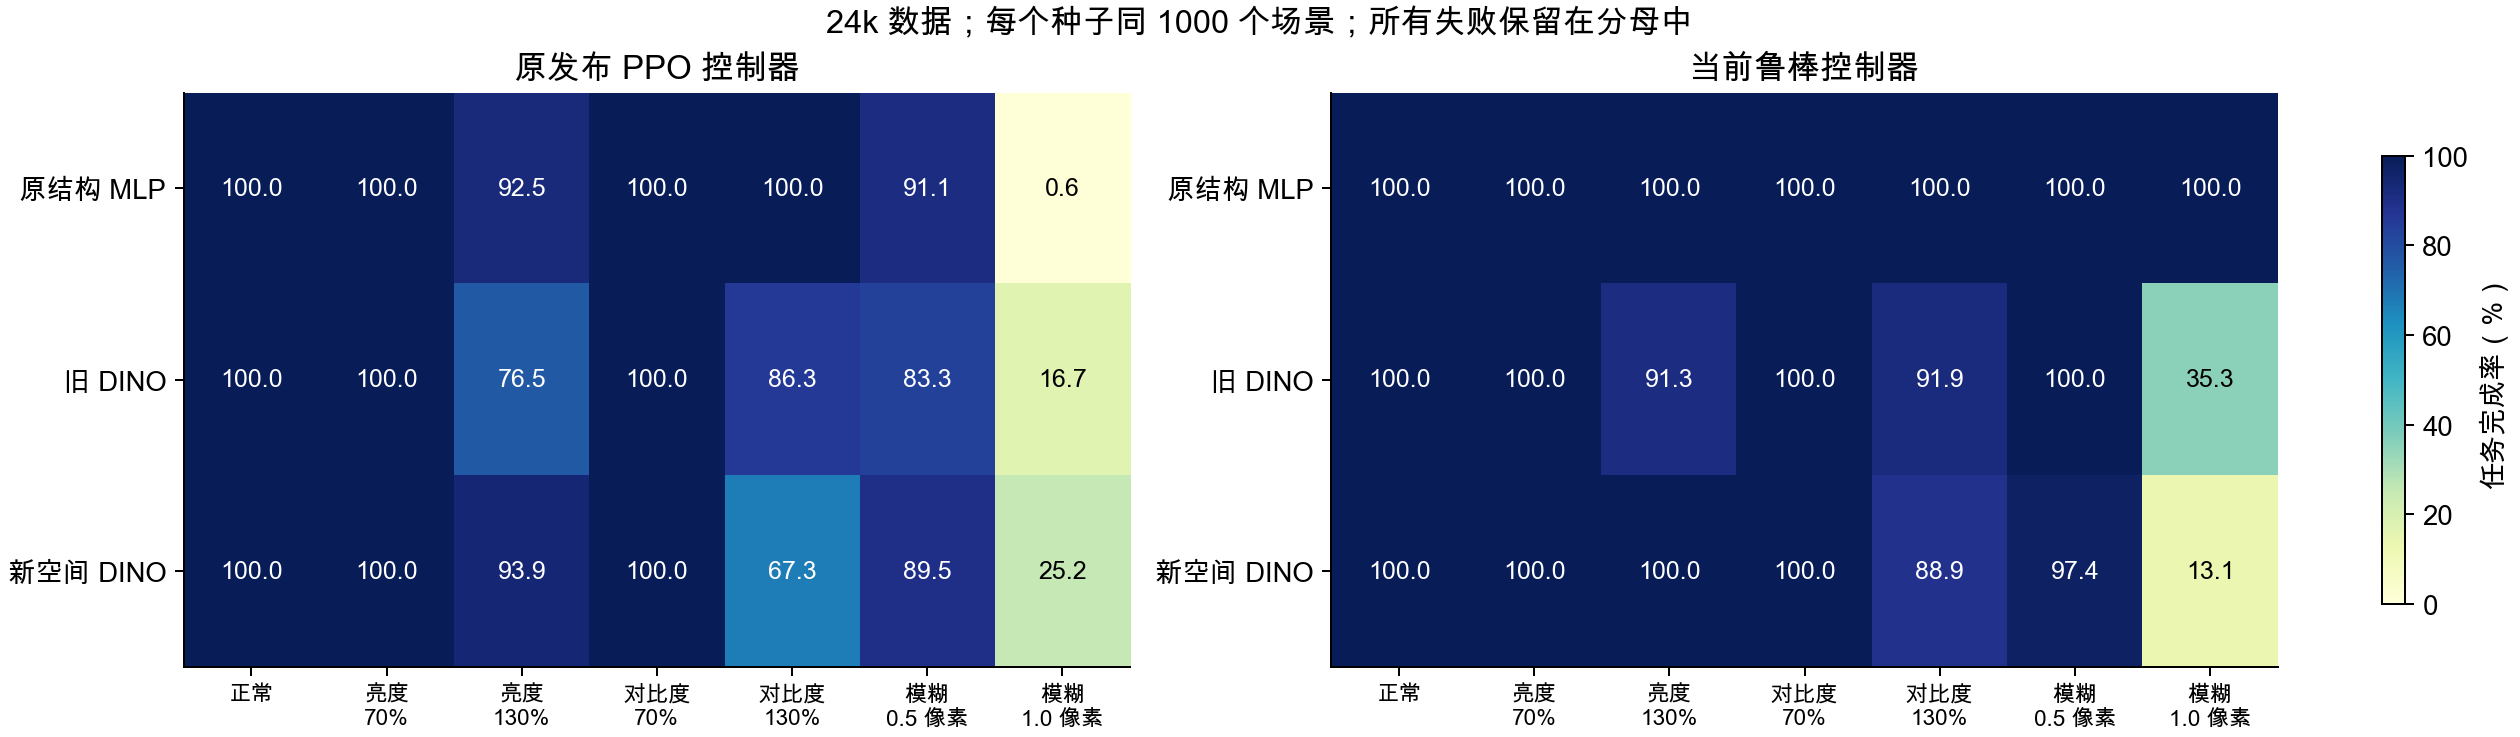 24k 数据；每个种子同 1000 个场景；所有失败保留在分母中
原发布 PPO 控制器
原结构 MLP
100.0 100.0 92.5 100.0 100.0 91.1 0.6
旧 DINO
100.0 100.0 76.5 100.0 86.3 83.3 16.7
新空间 DINO
100.0 100.0 93.9 100.0 67.3 89.5 25.2
正常
亮度
70%
亮度
130%
对比度
70%
对比度
130%
模糊
0.5 像素
模糊
1.0 像素
当前鲁棒控制器
原结构 MLP
100.0 100.0 100.0 100.0 100.0 100.0 100.0
旧 DINO
100.0 100.0 91.3 100.0 91.9 100.0 35.3
新空间 DINO
100.0 100.0 100.0 100.0 88.9 97.4 13.1
正常
亮度
70%
亮度
130%
对比度
70%
对比度
130%
模糊
0.5 像素
模糊
1.0 像素
100
80
60
40
20
0
任务完成率（%）